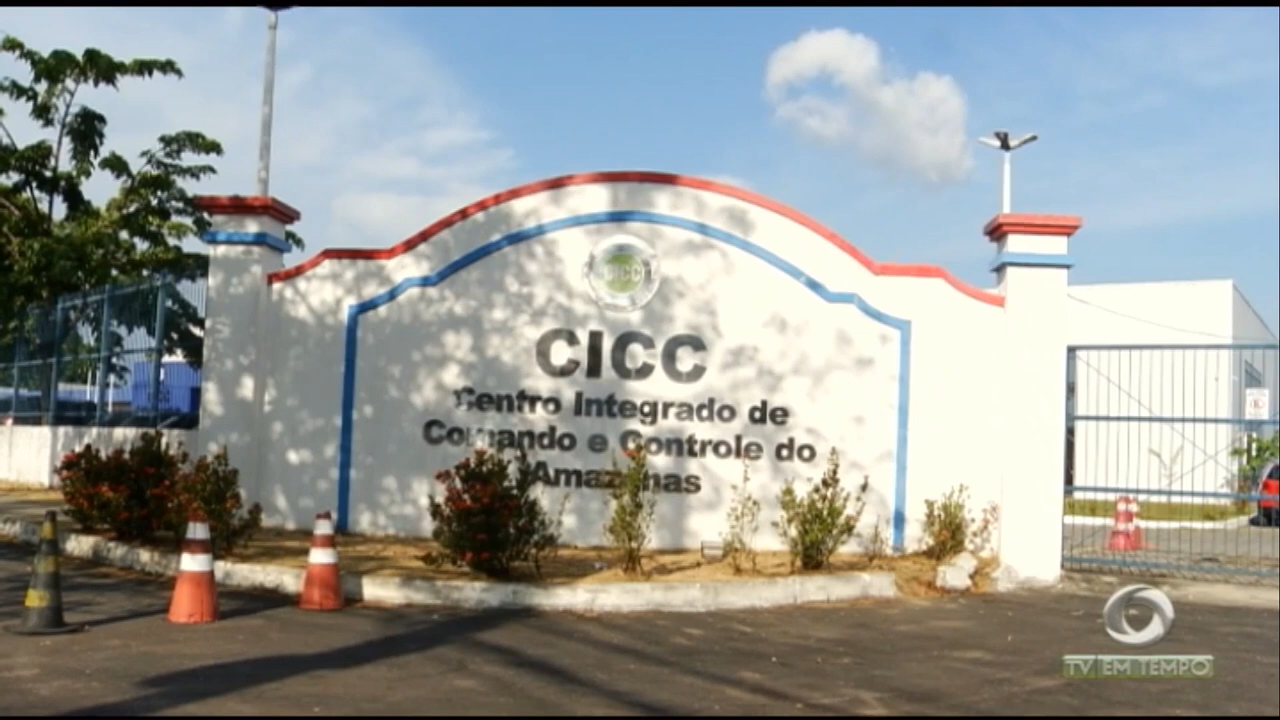 CICC
CICC
Centro Integrado de
Comando e Controle do
Amazonas
TV EM TEMPO